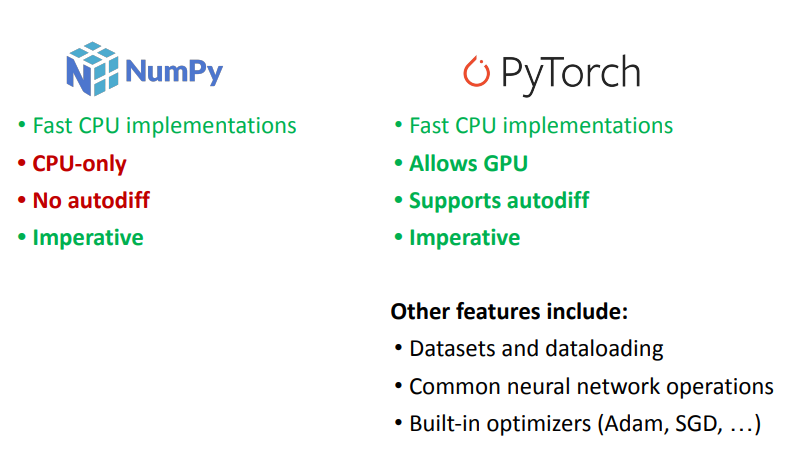 NumPy
• Fast CPU implementations
• CPU-only
• No autodiff
• Imperative
PyTorch
• Fast CPU implementations
• Allows GPU
• Supports autodiff
• Imperative
Other features include:
• Datasets and dataloading
• Common neural network operations
• Built-in optimizers (Adam, SGD, …)